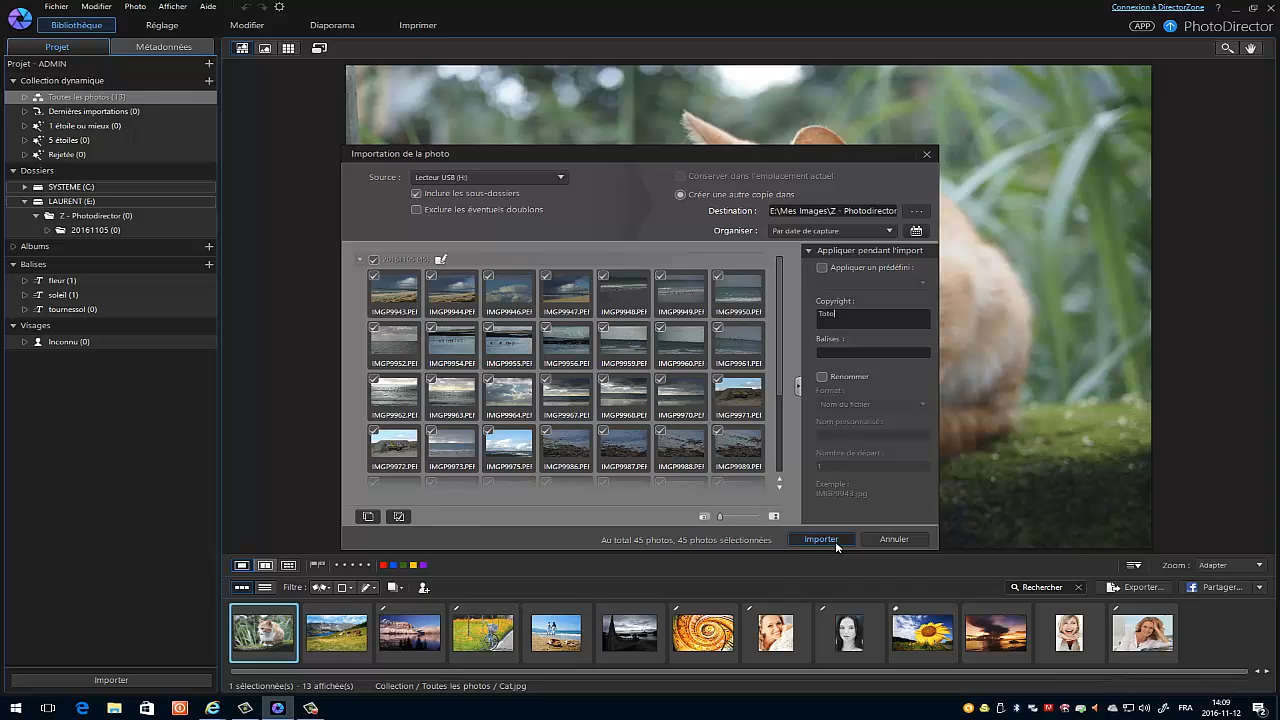 Fichier Modifier Photo Afficher Aide
Connexion à DirectorZone ?
Bibliothèque Réglage Modifier Diaporama Imprimer
APP PhotoDirector
Projet Métadonnées
Projet - ADMIN
Collection dynamique
Toutes les photos (13)
Dernières importations (0)
1 étoile ou mieux (0)
5 étoiles (0)
Rejetée (0)
Dossiers
SYSTEME (C:)
LAURENT (E:)
Z - Photodirector (0)
20161105 (0)
Albums
Balises
fleur (1)
soleil (1)
tournessol (0)
Visages
Inconnu (0)
Importer
Importation de la photo
Source : Lecteur USB (H:)
Inclure les sous-dossiers
Exclure les éventuels doublons
Conserver dans l'emplacement actuel
Créer une autre copie dans
Destination : E:\Mes Images\Z - Photodirector ...
Organiser : Par date de capture
20161105 (45)
IMGP9943.PEF IMGP9944.PEF IMGP9946.PEF IMGP9947.PEF IMGP9948.PEF IMGP9949.PEF IMGP9950.PEF
IMGP9952.PEF IMGP9954.PEF IMGP9955.PEF IMGP9956.PEF IMGP9959.PEF IMGP9960.PEF IMGP9961.PEF
IMGP9962.PEF IMGP9963.PEF IMGP9964.PEF IMGP9967.PEF IMGP9968.PEF IMGP9970.PEF IMGP9971.PEF
IMGP9972.PEF IMGP9973.PEF IMGP9975.PEF IMGP9986.PEF IMGP9987.PEF IMGP9988.PEF IMGP9989.PEF
Appliquer pendant l'import
Appliquer un prédéfini :
Copyright :
Toto
Balises :
Renommer
Format :
Nom du fichier
Nom personnalisé :
Nombre de départ :
1
Exemple :
IMGP9943.jpg
Au total 45 photos, 45 photos sélectionnées Importer Annuler
Zoom : Adapter
Filtre :
Rechercher Exporter... Partager...
1 sélectionnée(s) - 13 affichée(s) Collection / Toutes les photos / Cat.jpg
FRA 14:09
2016-11-12